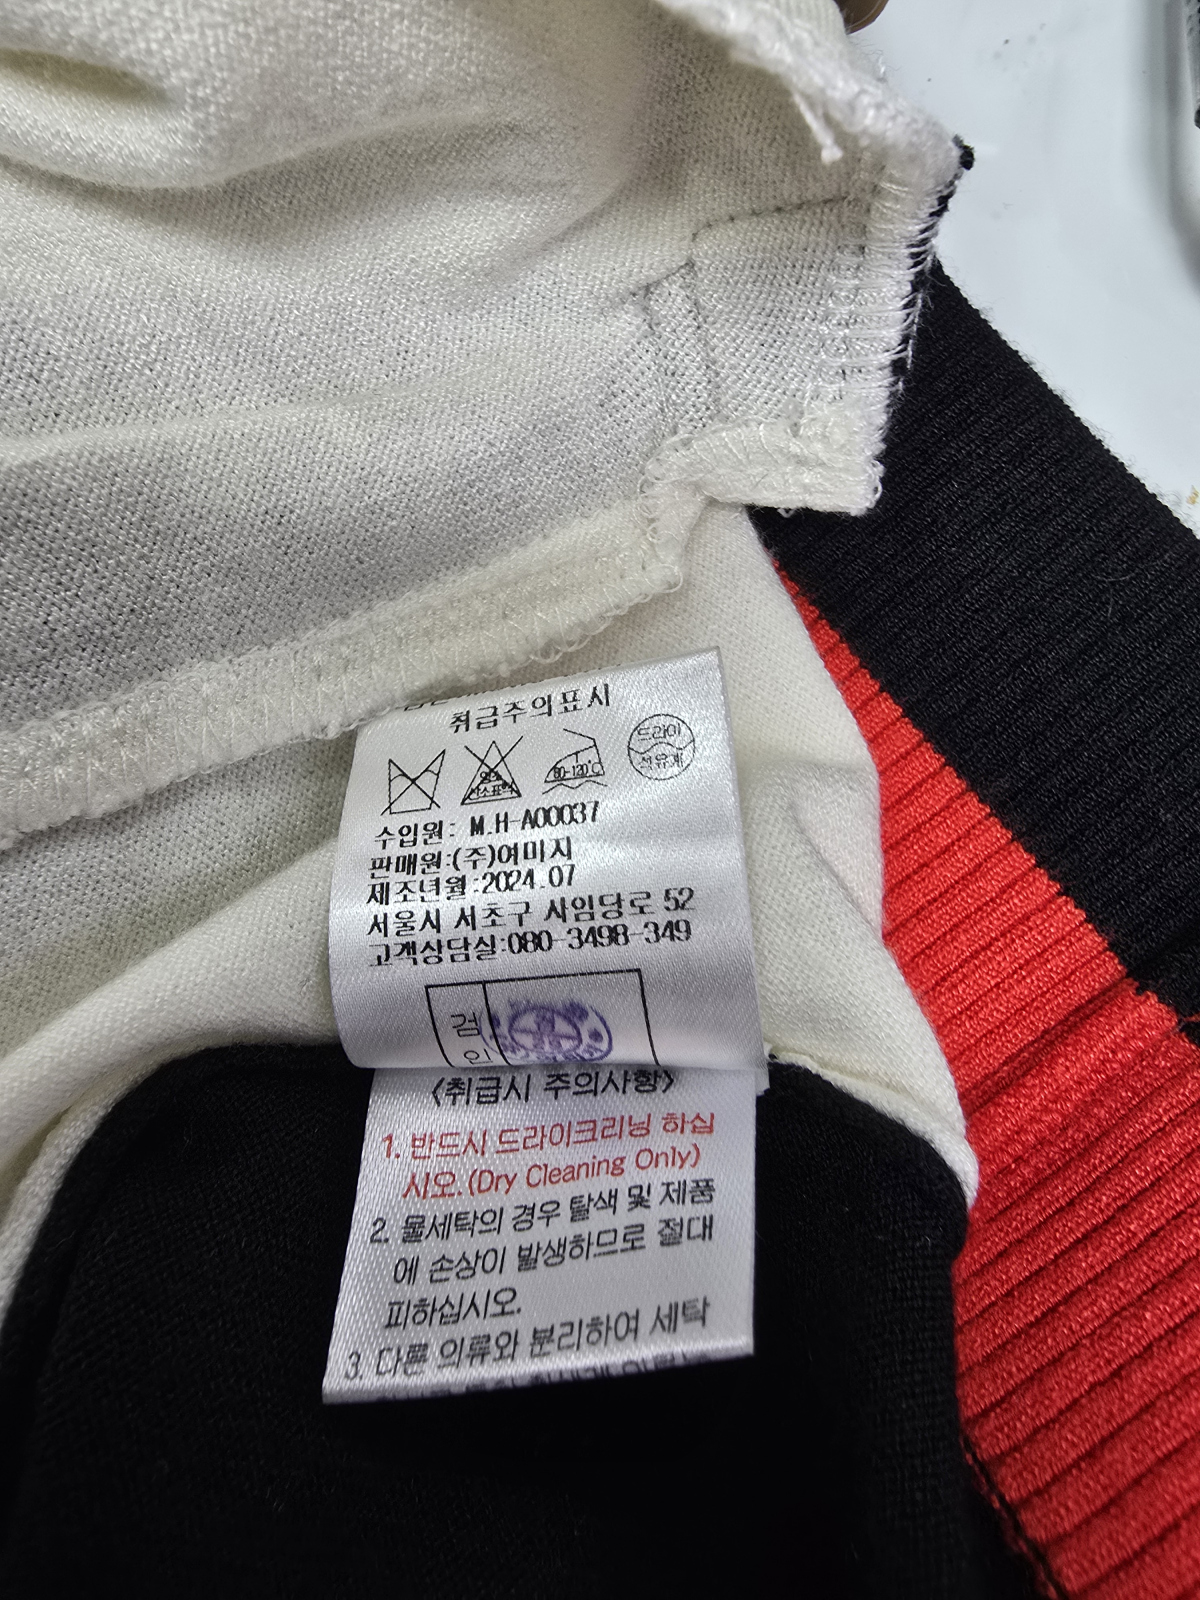 취급주의표시
80-120℃
드라이
석유계
수입원: M.H-A00037
판매원:(주)여미지
제조년월:2024.07
서울시 서초구 사임당로 52
고객상담실:080-3498-349
검
인
<취급시 주의사항>
1. 반드시 드라이크리닝 하십
시오.(Dry Cleaning Only)
2. 물세탁의 경우 탈색 및 제품
에 손상이 발생하므로 절대
피하십시오.
3. 다른 의류와 분리하여 세탁